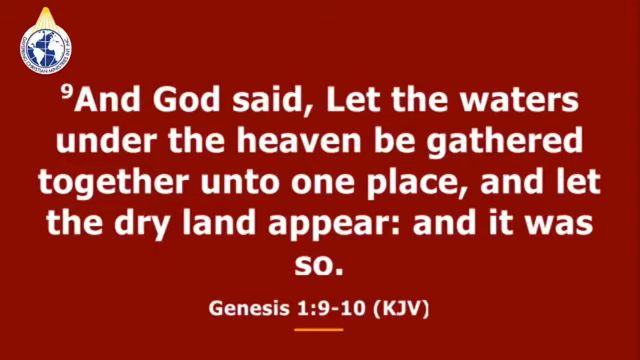 ⁹And God said, Let the waters
under the heaven be gathered
together unto one place, and let
the dry land appear: and it was
so.
Genesis 1:9-10 (KJV)